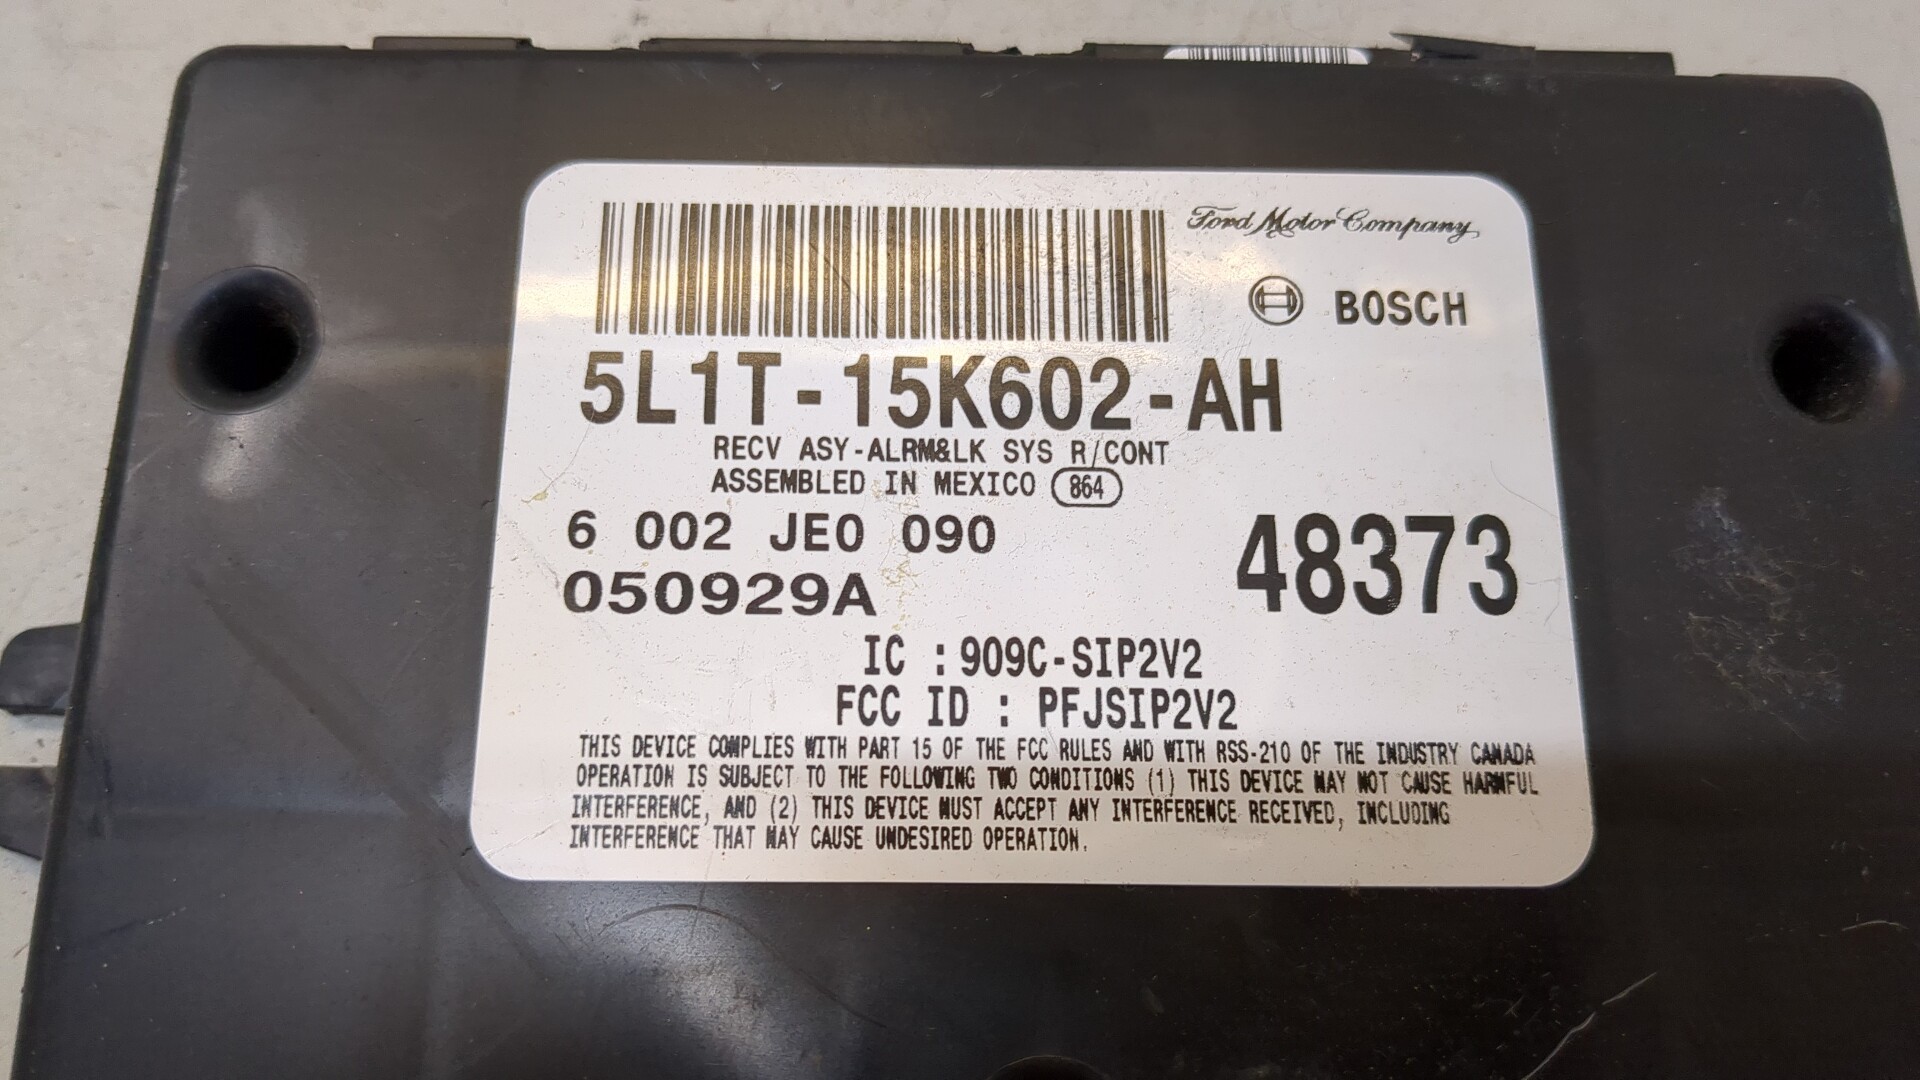 Ford Motor Company
BOSCH
5L1T-15K602-AH
RECV ASY-ALRM&LK SYS R/CONT
ASSEMBLED IN MEXICO 864
6 002 JE0 090
050929A
48373
IC : 909C-SIP2V2
FCC ID : PFJSIP2V2
THIS DEVICE COMPLIES WITH PART 15 OF THE FCC RULES AND WITH RSS-210 OF THE INDUSTRY CANADA
OPERATION IS SUBJECT TO THE FOLLOWING TWO CONDITIONS (1) THIS DEVICE MAY NOT CAUSE HARMFUL
INTERFERENCE, AND (2) THIS DEVICE MUST ACCEPT ANY INTERFERENCE RECEIVED, INCLUDING
INTERFERENCE THAT MAY CAUSE UNDESIRED OPERATION.